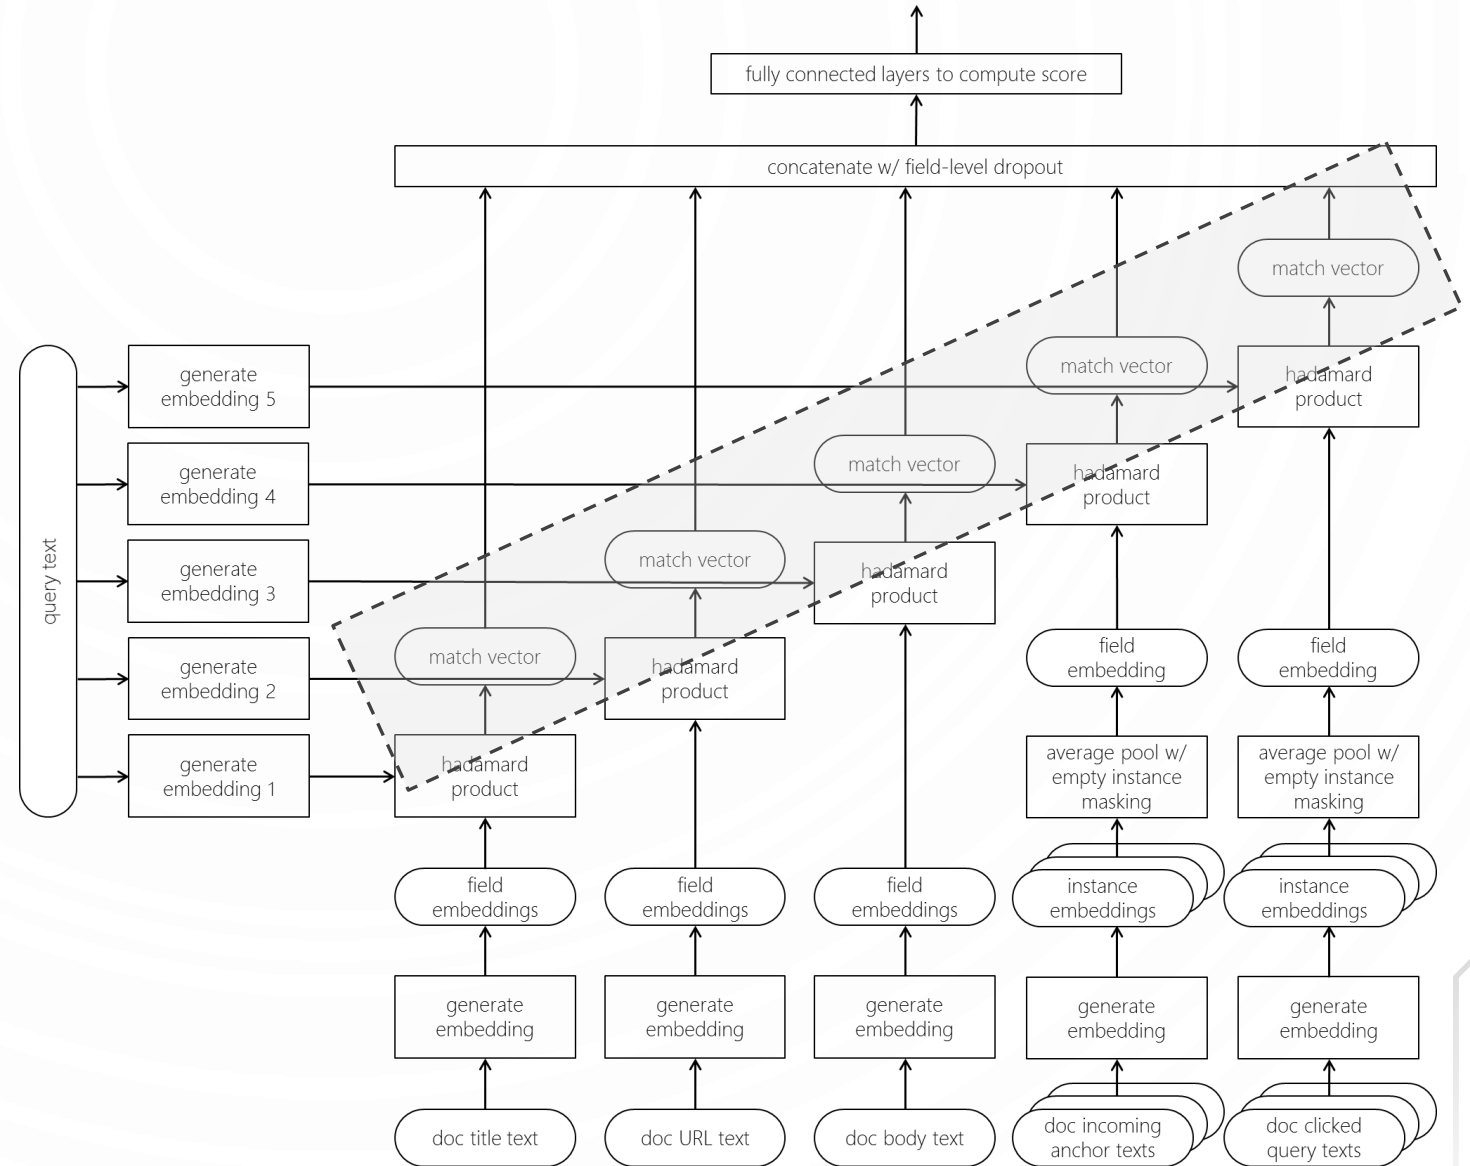 fully connected layers to compute score
concatenate w/ field-level dropout
match vector
generate
embedding 5
match vector
hadamard
product
generate
embedding 4
match vector
hadamard
product
query text
generate
embedding 3
match vector
hadamard
product
generate
embedding 2
match vector
hadamard
product
field
embedding
field
embedding
generate
embedding 1
hadamard
product
average pool w/
empty instance
masking
average pool w/
empty instance
masking
field
embeddings
field
embeddings
field
embeddings
instance
embeddings
instance
embeddings
generate
embedding
generate
embedding
generate
embedding
generate
embedding
generate
embedding
doc title text
doc URL text
doc body text
doc incoming
anchor texts
doc clicked
query texts